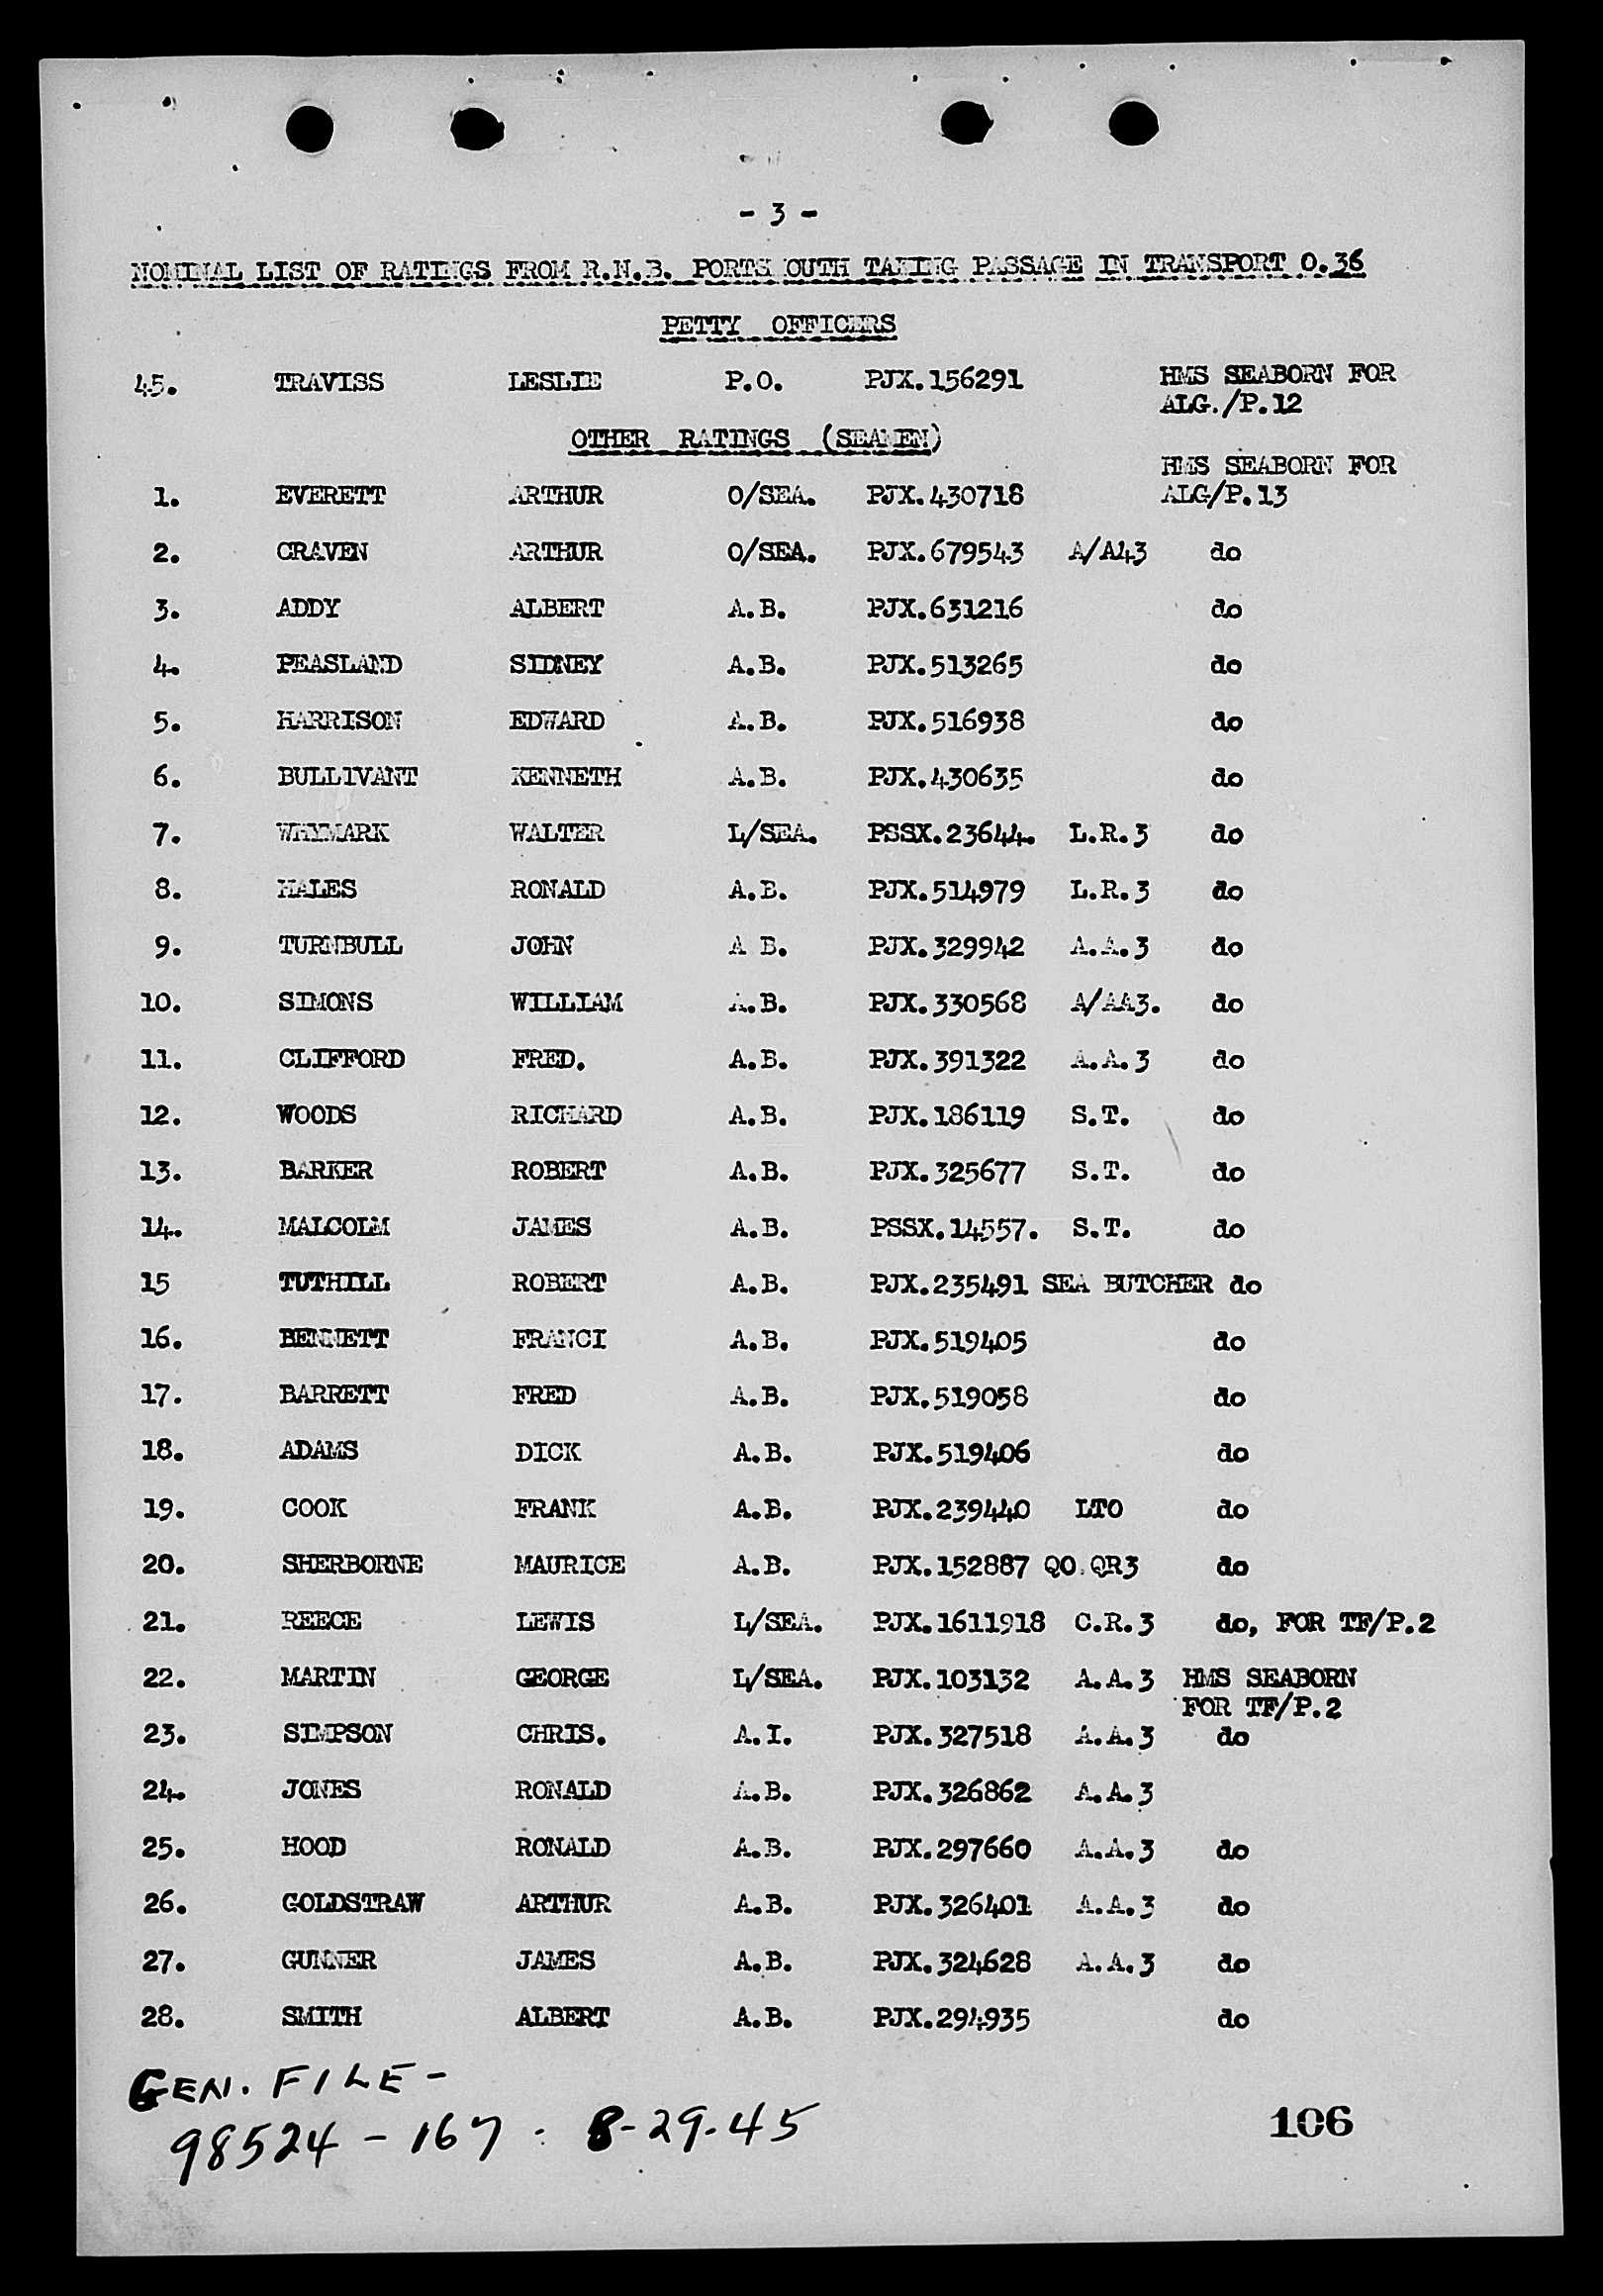 - 3 -
NOMINAL LIST OF RATINGS FROM R.N.B. PORTSMOUTH TAKING PASSAGE IN TRANSPORT O.36
PETTY OFFICERS
45. TRAVISS LESLIE P.O. PJX.156291 HMS SEABORN FOR
ALG./P.12
OTHER RATINGS (SEAMEN)
HMS SEABORN FOR
1. EVERETT ARTHUR O/SEA. PJX.430718 ALG/P.13
2. CRAVEN ARTHUR O/SEA. PJX.679543 A/A43 do
3. ADDY ALBERT A.B. PJX.631216 do
4. PEASLAND SIDNEY A.B. PJX.513265 do
5. HARRISON EDWARD A.B. PJX.516938 do
6. BULLIVANT KENNETH A.B. PJX.430635 do
7. WHYMARK WALTER L/SEA. PSSX.23644. L.R.3 do
8. HALES RONALD A.B. PJX.514979 L.R.3 do
9. TURNBULL JOHN A B. PJX.329942 A.A.3 do
10. SIMONS WILLIAM A.B. PJX.330568 A/AA3. do
11. CLIFFORD FRED. A.B. PJX.391322 A.A.3 do
12. WOODS RICHARD A.B. PJX.186119 S.T. do
13. BARKER ROBERT A.B. PJX.325677 S.T. do
14. MALCOLM JAMES A.B. PSSX.14557. S.T. do
15 TUTHILL ROBERT A.B. PJX.235491 SEA BUTCHER do
16. BENNETT FRANCI A.B. PJX.519405 do
17. BARRETT FRED A.B. PJX.519058 do
18. ADAMS DICK A.B. PJX.519406 do
19. COOK FRANK A.B. PJX.239440 LTO do
20. SHERBORNE MAURICE A.B. PJX.152887 QO.QR3 do
21. REECE LEWIS L/SEA. PJX.1611918 C.R.3 do, FOR TF/P.2
22. MARTIN GEORGE L/SEA. PJX.103132 A.A.3 HMS SEABORN
FOR TF/P.2
23. SIMPSON CHRIS. A.I. PJX.327518 A.A.3 do
24. JONES RONALD A.B. PJX.326862 A.A.3
25. HOOD RONALD A.B. PJX.297660 A.A.3 do
26. GOLDSTRAW ARTHUR A.B. PJX.326401 A.A.3 do
27. GUNNER JAMES A.B. PJX.324628 A.A.3 do
28. SMITH ALBERT A.B. PJX.294935 do
GEN. FILE -
98524 - 167 : 8-29-45
106